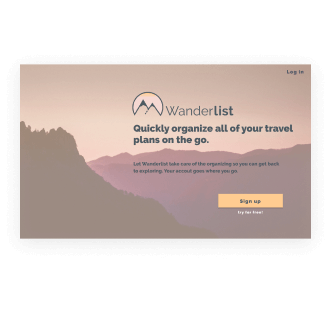 Log in
Wanderlist
Quickly organize all of your travel
plans on the go.
Let Wanderlist take care of the organizing so you can get back
to exploring. Your account goes where you go.
Sign up
Try for free!